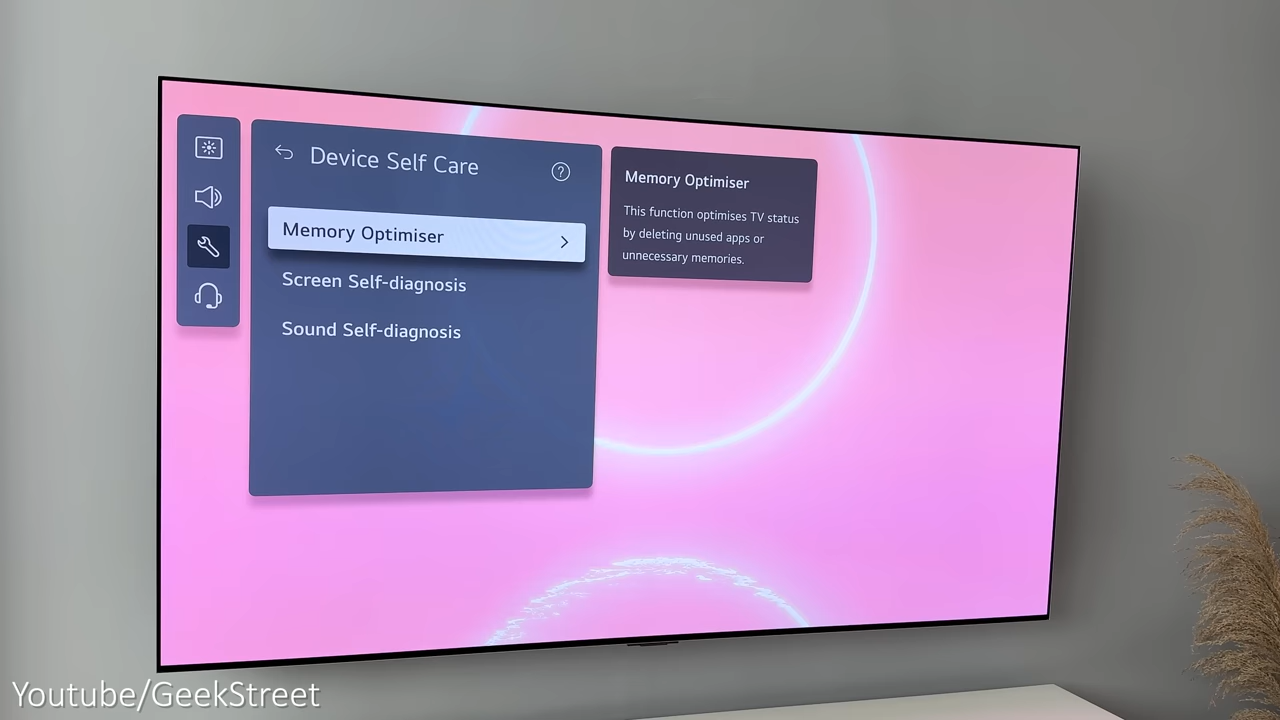 Device Self Care
?
Memory Optimiser
Screen Self-diagnosis
Sound Self-diagnosis
Memory Optimiser
This function optimises TV status
by deleting unused apps or
unnecessary memories.
Youtube/GeekStreet